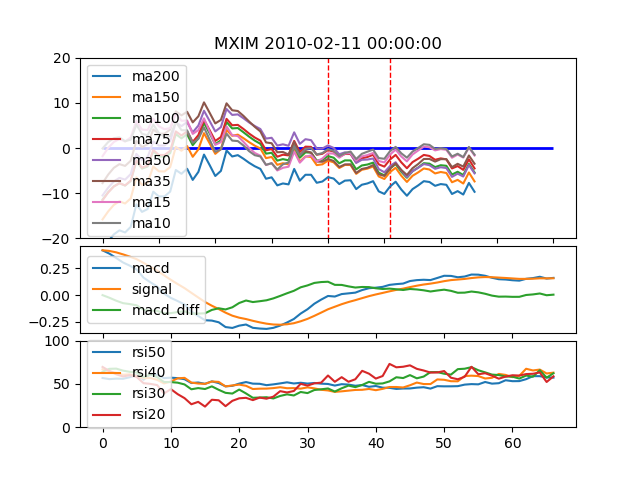 MXIM 2010-02-11 00:00:00
20
10
0
−10
−20
ma200
ma150
ma100
ma75
ma50
ma35
ma15
ma10
0.25
0.00
−0.25
macd
signal
macd_diff
100
50
0
rsi50
rsi40
rsi30
rsi20
0 10 20 30 40 50 60